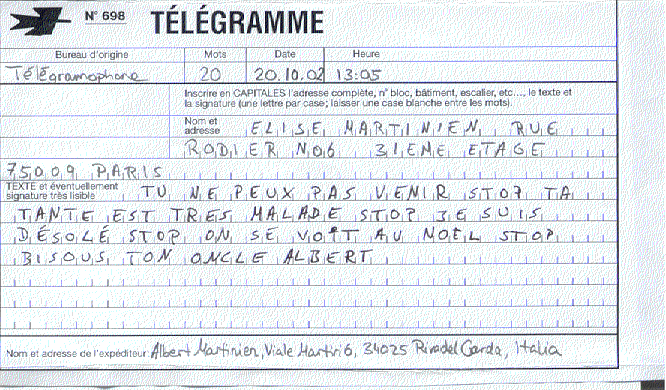 N° 698 TÉLÉGRAMME
Bureau d'origine Mots Date Heure
Télégramophone 20 20.10.02 13:05
Inscrire en CAPITALES l'adresse complète, n° bloc, bâtiment, escalier, etc..., le texte et
la signature (une lettre par case; laisser une case blanche entre les mots).
Nom et
adresse ELISE MARTINIEN, RUE
RODIER NO6 3IEME ETAGE
75009 PARIS
TEXTE et éventuellement
signature très lisible TU NE PEUX PAS VENIR STOP TA
TANTE EST TRES MALADE STOP JE SUIS
DÉSOLÉ STOP ON SE VOIT AU NOËL STOP
BISOUS TON ONCLE ALBERT
Nom et adresse de l'expéditeur: Albert Martinien, Viale Martiri 6, 34025 Riva del Garda, Italia